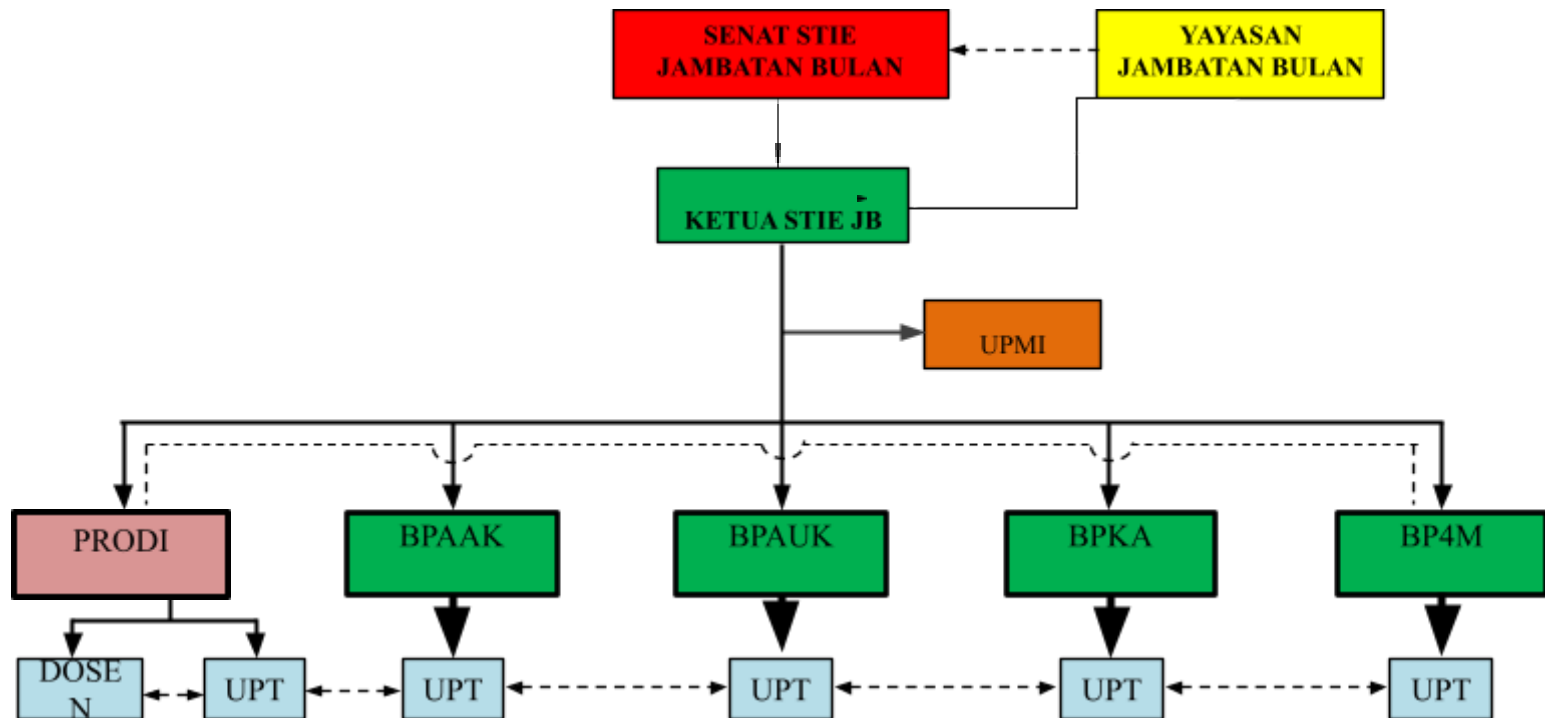 SENAT STIE
JAMBATAN BULAN
YAYASAN
JAMBATAN BULAN
KETUA STIE JB
UPMI
PRODI
BPAAK
BPAUK
BPKA
BP4M
DOSE
N
UPT
UPT
UPT
UPT
UPT